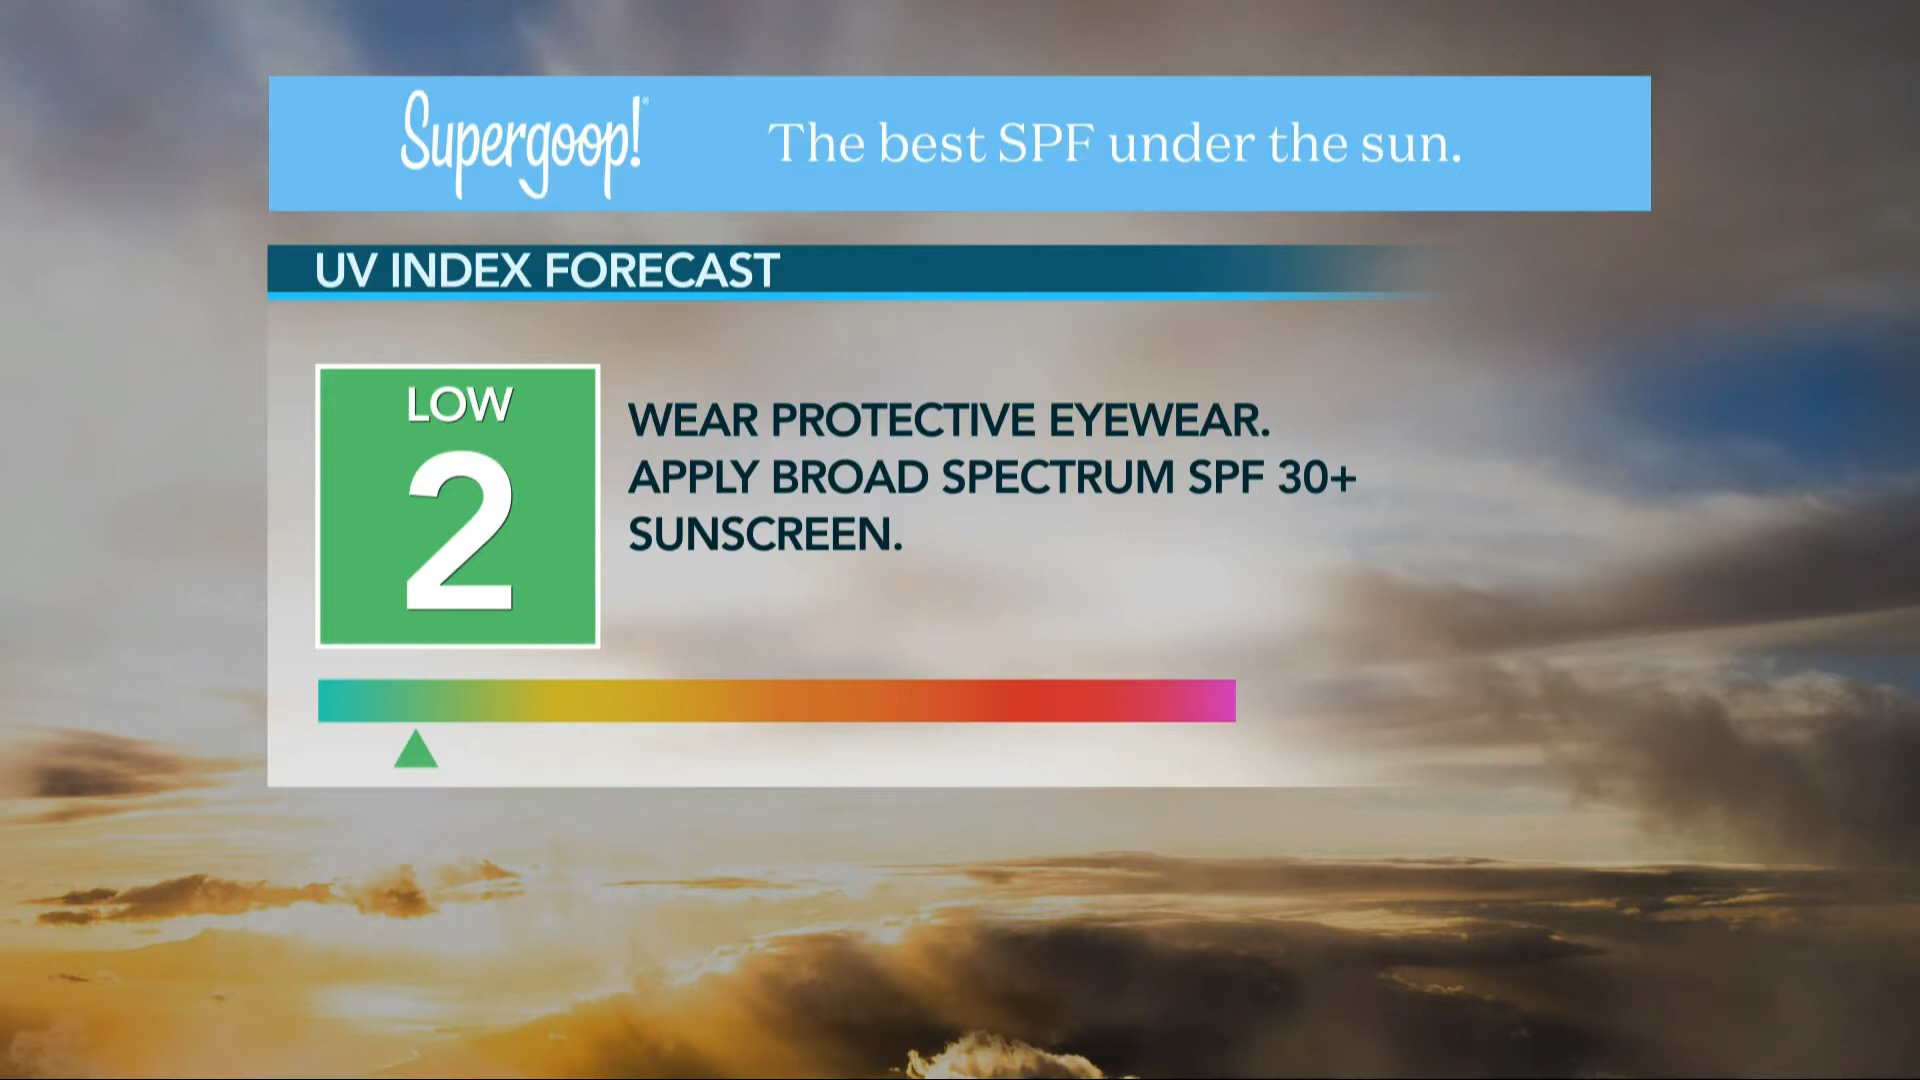 Supergoop!
The best SPF under the sun.
UV INDEX FORECAST
LOW
2
WEAR PROTECTIVE EYEWEAR.
APPLY BROAD SPECTRUM SPF 30+
SUNSCREEN.